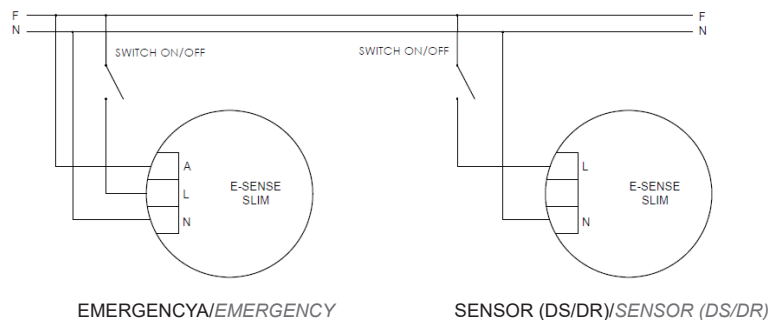 F
N
F
N
SWITCH ON/OFF
SWITCH ON/OFF
A
L
N
E-SENSE
SLIM
L
N
E-SENSE
SLIM
EMERGENCYA/EMERGENCY
SENSOR (DS/DR)/SENSOR (DS/DR)